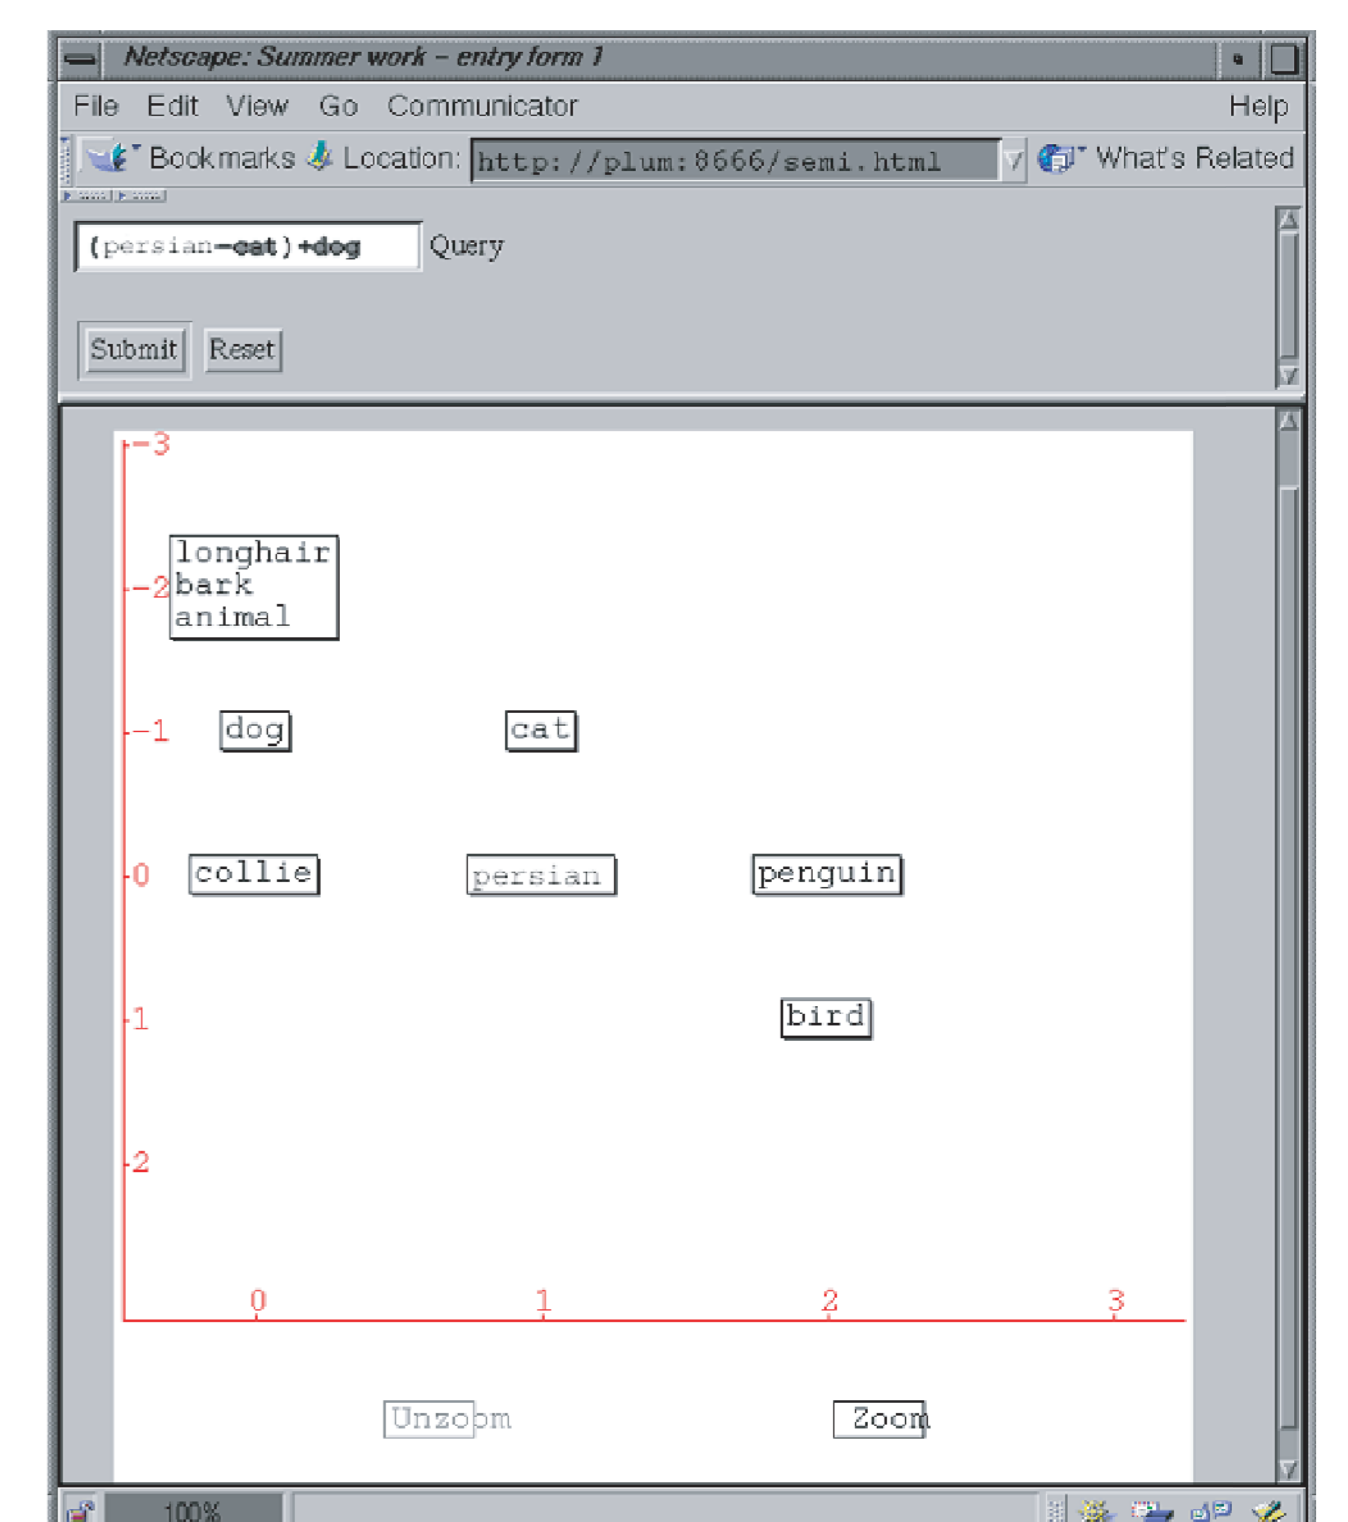 Netscape: Summer work – entry form 1
File Edit View Go Communicator Help
Bookmarks Location: http://plum:8666/semi.html What's Related
(persian-cat)+dog Query
Submit Reset
-3
longhair
-2 bark
animal
-1 dog cat
0 collie persian penguin
1 bird
2
0 1 2 3
Unzoom Zoom
100%